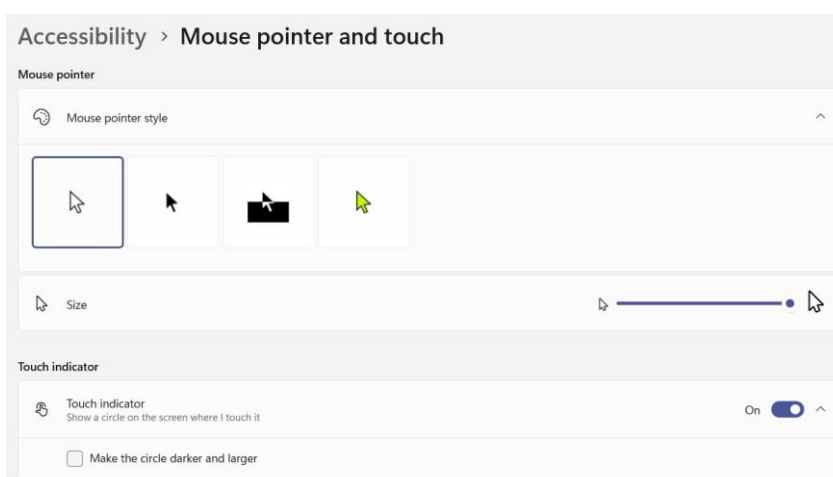 Accessibility > Mouse pointer and touch
Mouse pointer
Mouse pointer style
Size
Touch indicator
Touch indicator
Show a circle on the screen where I touch it
On
Make the circle darker and larger